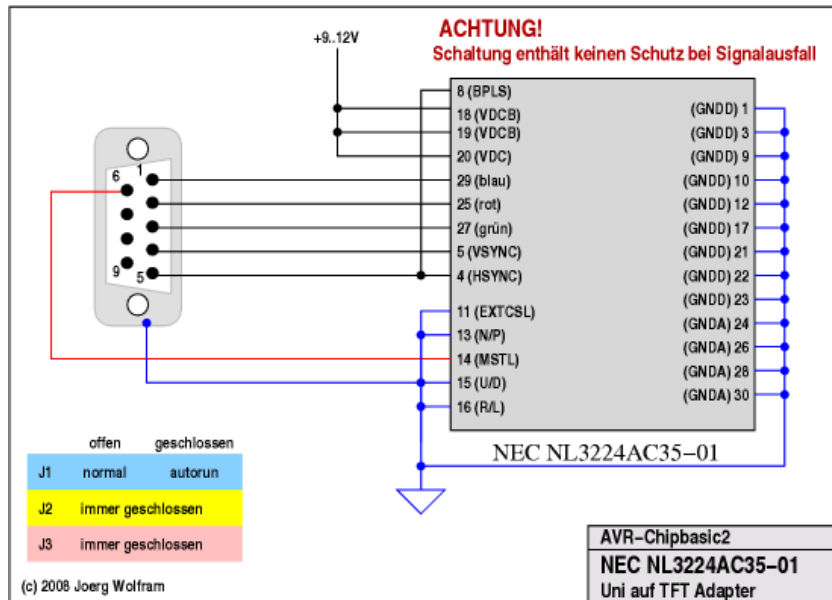 ACHTUNG!
Schaltung enthält keinen Schutz bei Signalausfall
+9..12V
8 (BPLS)
18 (VDCB)
19 (VDCB)
20 (VDC)
29 (blau)
25 (rot)
27 (grün)
5 (VSYNC)
4 (HSYNC)
11 (EXTCSL)
13 (N/P)
14 (MSTL)
15 (U/D)
16 (R/L)
(GNDD) 1
(GNDD) 3
(GNDD) 9
(GNDD) 10
(GNDD) 12
(GNDD) 17
(GNDD) 21
(GNDD) 22
(GNDD) 23
(GNDA) 24
(GNDA) 26
(GNDA) 28
(GNDA) 30
6
1
9
5
NEC NL3224AC35-01
offen geschlossen
J1 normal autorun
J2 immer geschlossen
J3 immer geschlossen
(c) 2008 Joerg Wolfram
AVR-Chipbasic2
NEC NL3224AC35-01
Uni auf TFT Adapter